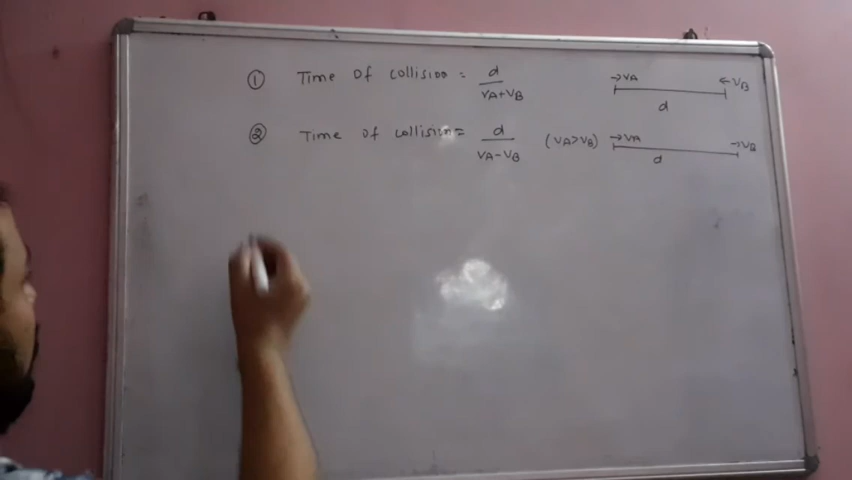 ① Time of collision = d/(VA+VB) →VA ←VB d
② Time of collision = d/(VA-VB) (VA>VB) →VA →VB d